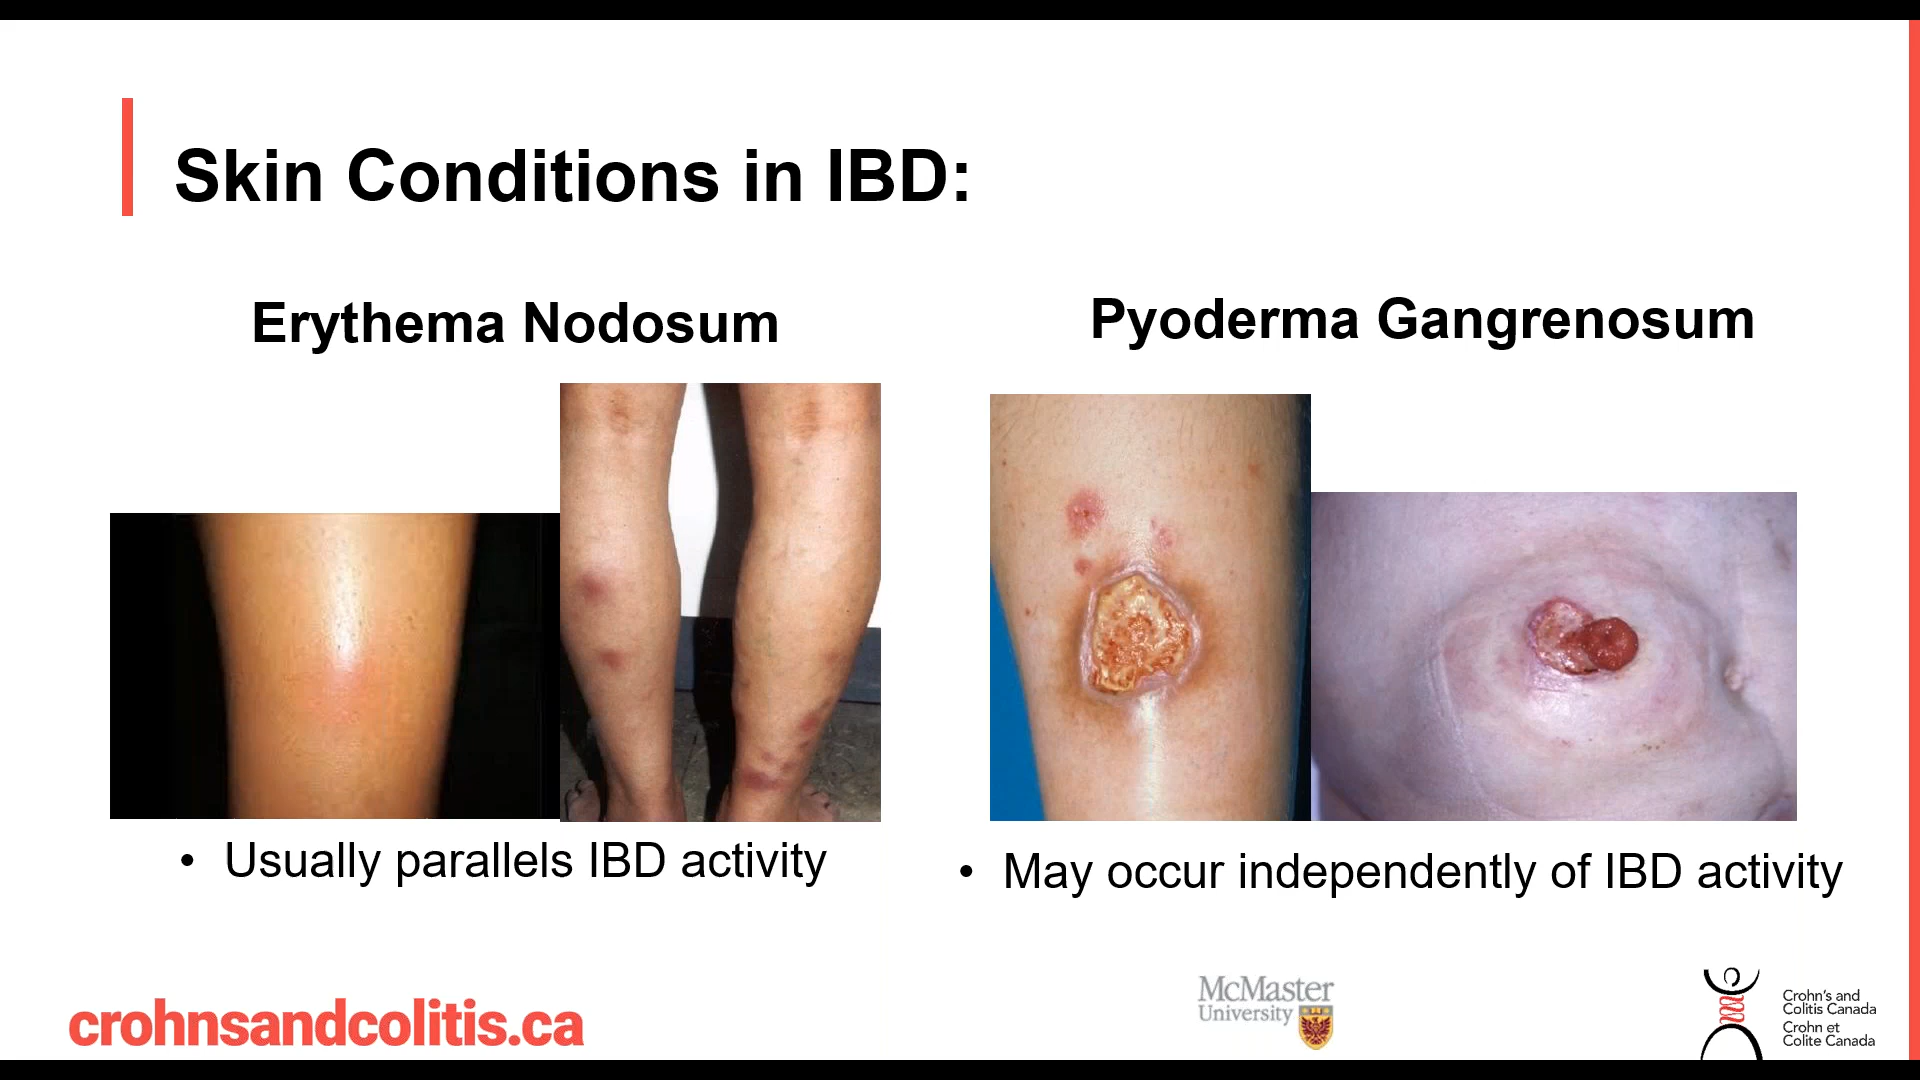 Skin Conditions in IBD:
Erythema Nodosum
• Usually parallels IBD activity
Pyoderma Gangrenosum
• May occur independently of IBD activity
crohnsandcolitis.ca
McMaster
University
Crohn's and
Colitis Canada
Crohn et
Colite Canada